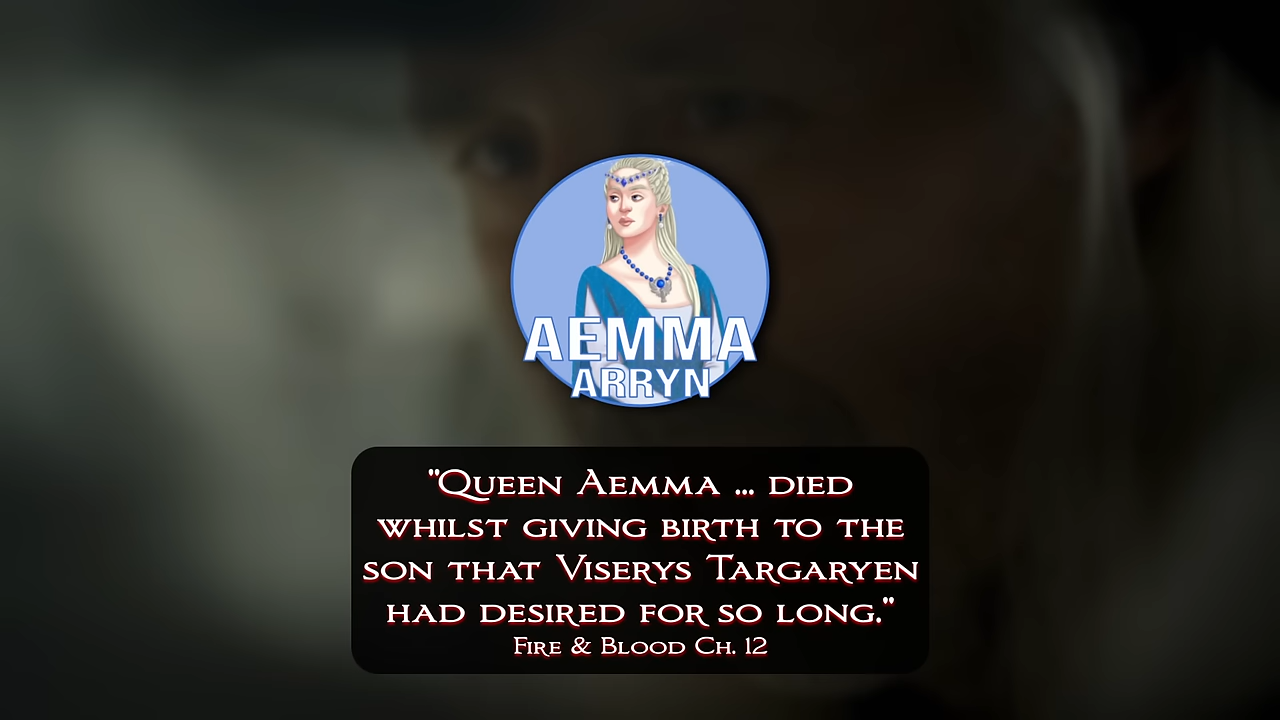 AEMMA
ARRYN
"Queen Aemma ... died
whilst giving birth to the
son that Viserys Targaryen
had desired for so long."
Fire & Blood Ch. 12